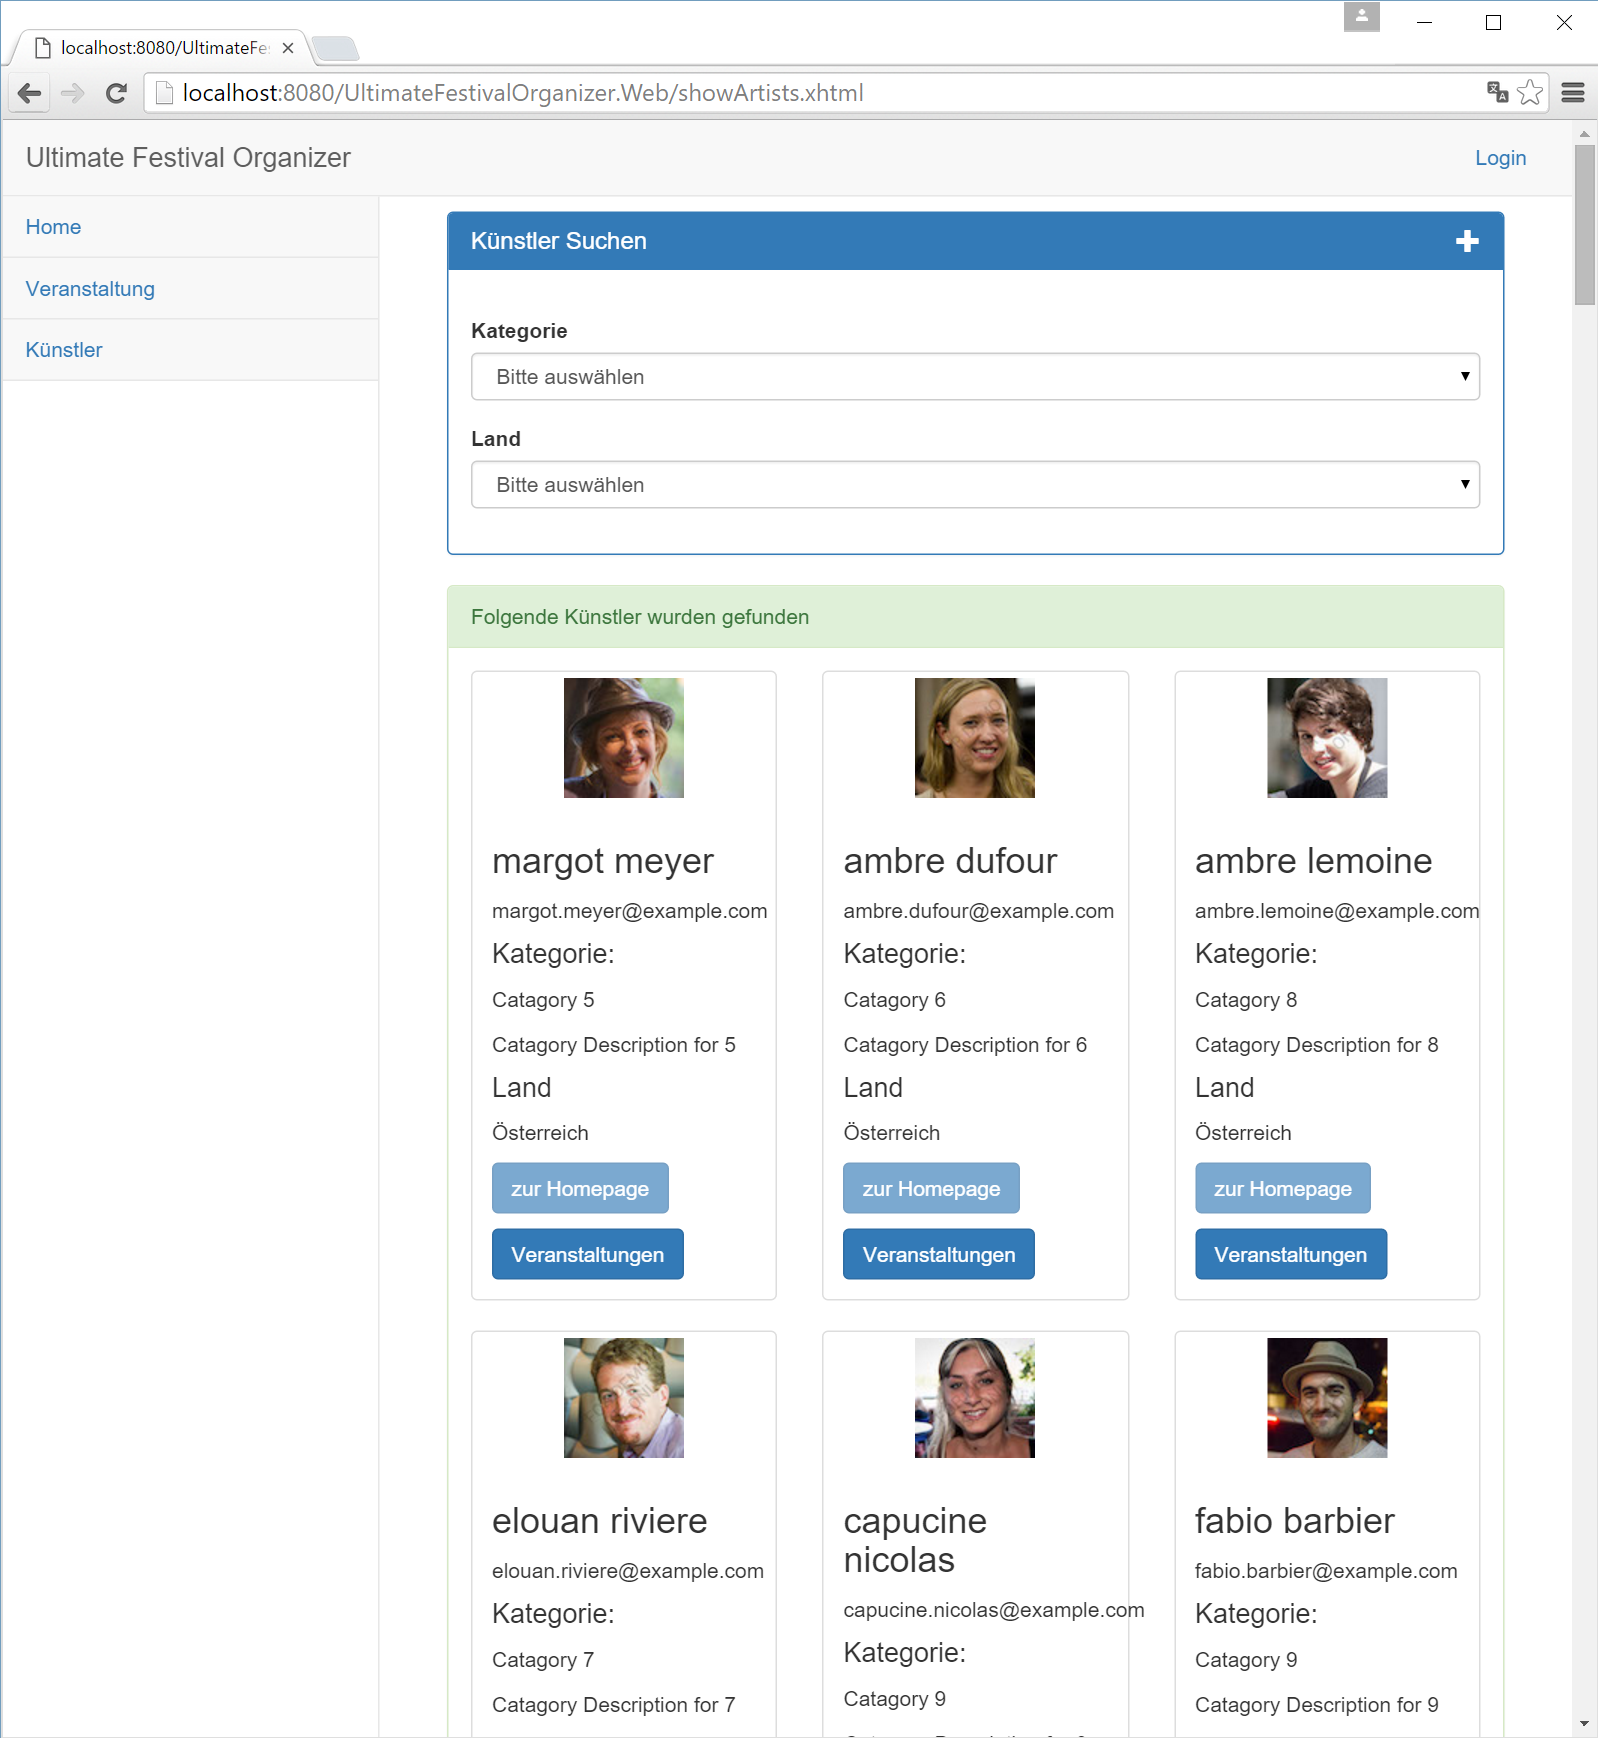 localhost:8080/UltimateFe
localhost:8080/UltimateFestivalOrganizer.Web/showArtists.xhtml
Ultimate Festival Organizer
Login
Home
Veranstaltung
Künstler
Künstler Suchen
Kategorie
Bitte auswählen
Land
Bitte auswählen
Folgende Künstler wurden gefunden
margot meyer
margot.meyer@example.com
Kategorie:
Catagory 5
Catagory Description for 5
Land
Österreich
zur Homepage
Veranstaltungen
ambre dufour
ambre.dufour@example.com
Kategorie:
Catagory 6
Catagory Description for 6
Land
Österreich
zur Homepage
Veranstaltungen
ambre lemoine
ambre.lemoine@example.com
Kategorie:
Catagory 8
Catagory Description for 8
Land
Österreich
zur Homepage
Veranstaltungen
elouan riviere
elouan.riviere@example.com
Kategorie:
Catagory 7
Catagory Description for 7
capucine
nicolas
capucine.nicolas@example.com
Kategorie:
Catagory 9
fabio barbier
fabio.barbier@example.com
Kategorie:
Catagory 9
Catagory Description for 9